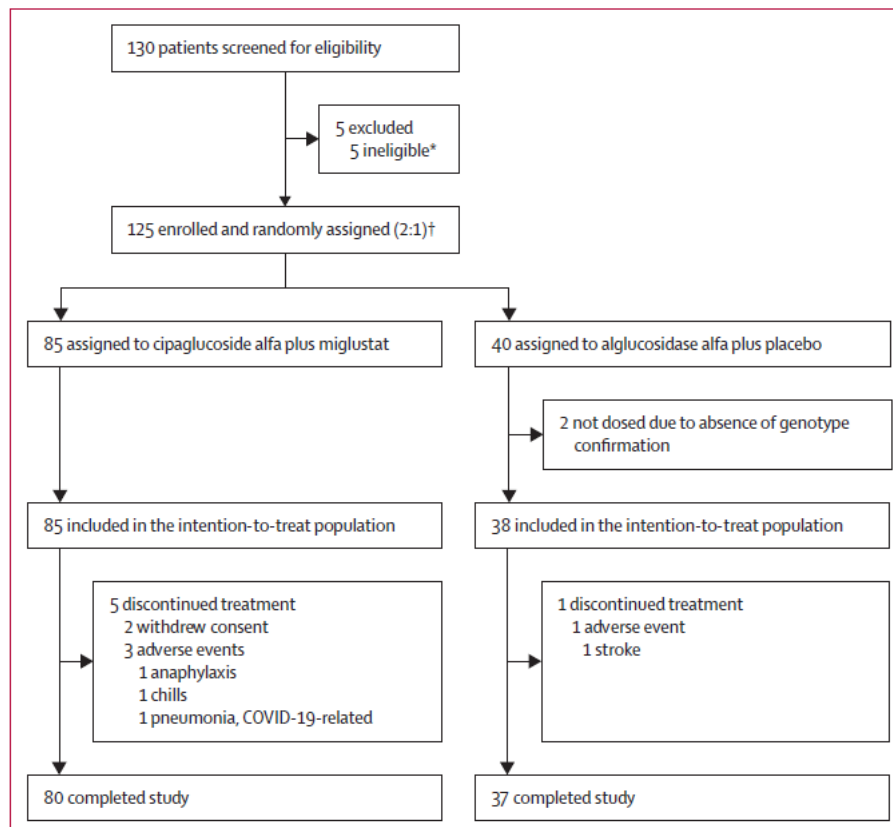 130 patients screened for eligibility
5 excluded
5 ineligible*
125 enrolled and randomly assigned (2:1)†
85 assigned to cipaglucoside alfa plus miglustat
40 assigned to alglucosidase alfa plus placebo
2 not dosed due to absence of genotype
confirmation
85 included in the intention-to-treat population
38 included in the intention-to-treat population
5 discontinued treatment
2 withdrew consent
3 adverse events
1 anaphylaxis
1 chills
1 pneumonia, COVID-19-related
1 discontinued treatment
1 adverse event
1 stroke
80 completed study
37 completed study